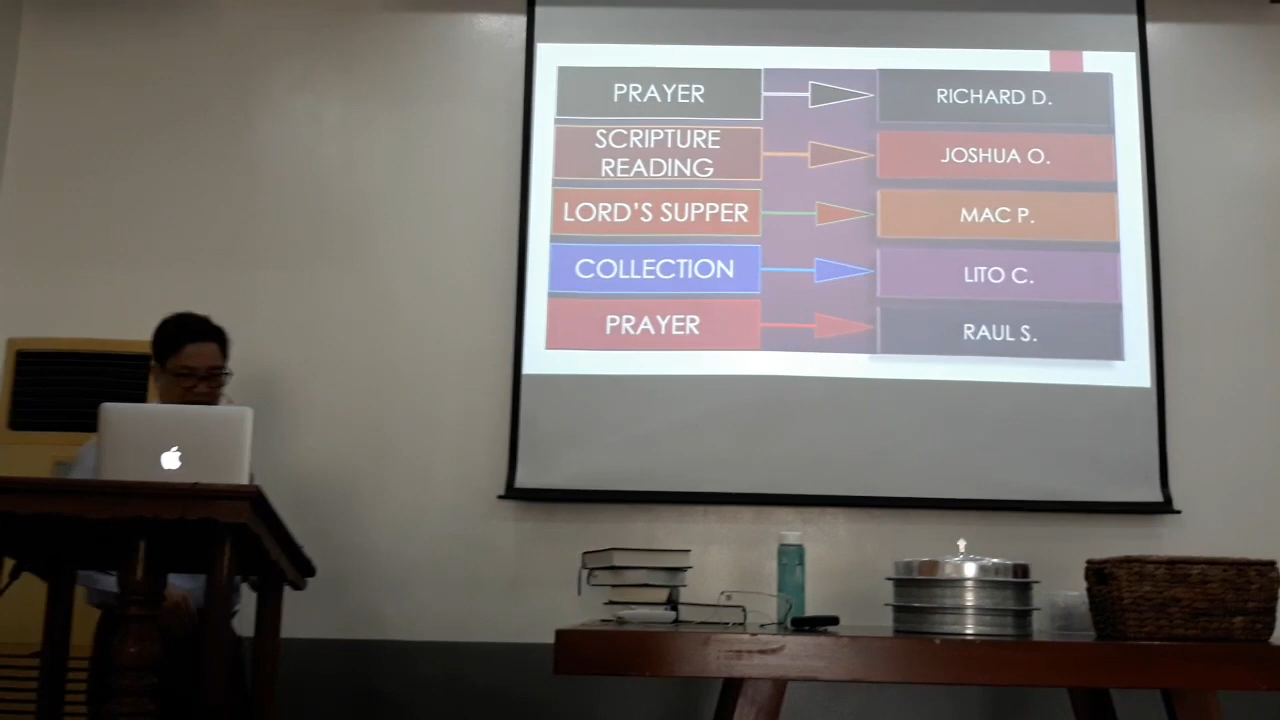 PRAYER
RICHARD D.
SCRIPTURE
READING
JOSHUA O.
LORD'S SUPPER
MAC P.
COLLECTION
LITO C.
PRAYER
RAUL S.